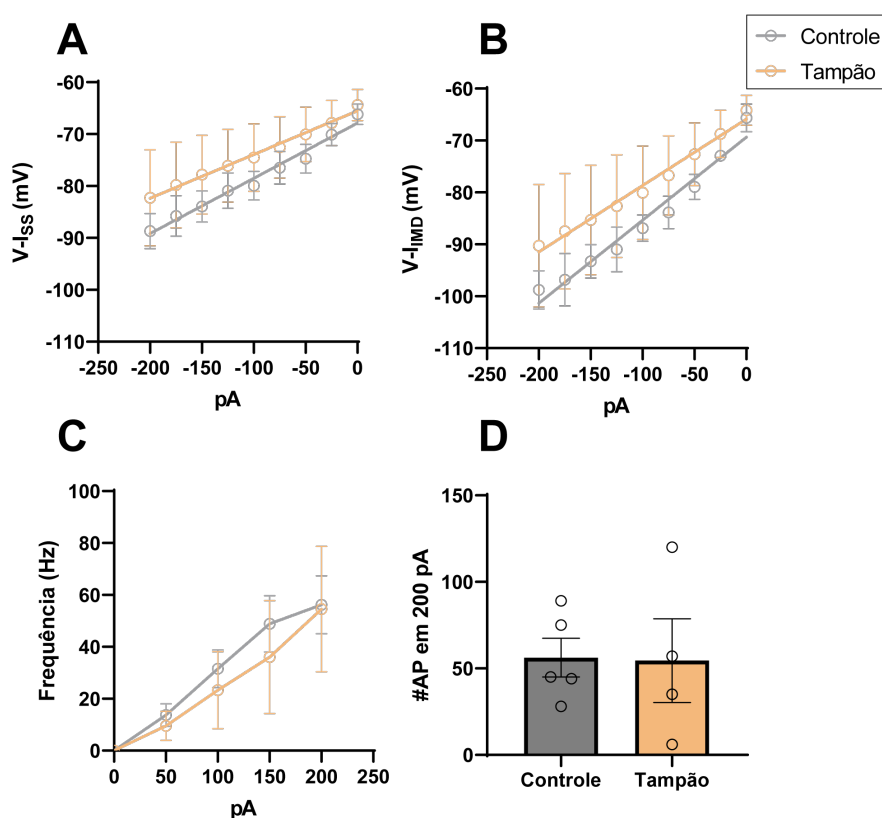 A
B
Controle
Tampão
-60
-70
-80
-90
-100
-110
V-ISS (mV)
-250 -200 -150 -100 -50 0
pA
-60
-70
-80
-90
-100
-110
V-IIMD (mV)
-250 -200 -150 -100 -50 0
pA
C
D
100
80
60
40
20
0
Frequência (Hz)
0 50 100 150 200 250
pA
150
100
50
0
#AP em 200 pA
Controle Tampão